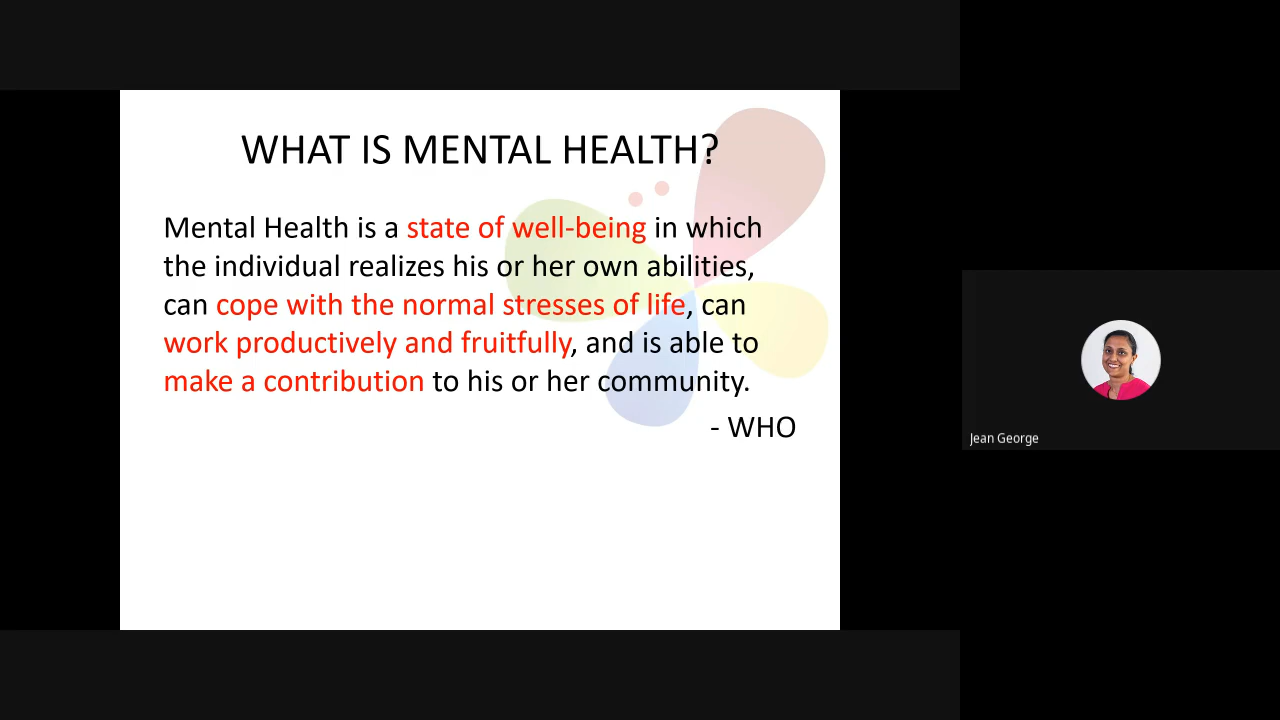 WHAT IS MENTAL HEALTH?
Mental Health is a state of well-being in which
the individual realizes his or her own abilities,
can cope with the normal stresses of life, can
work productively and fruitfully, and is able to
make a contribution to his or her community.
- WHO
Jean George